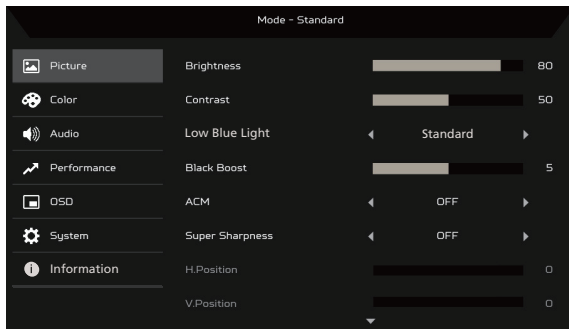 Mode - Standard
Picture
Brightness 80
Color
Contrast 50
Audio
Low Blue Light Standard
Performance
Black Boost 5
OSD
ACM OFF
System
Super Sharpness OFF
Information
H.Position 0
V.Position 0